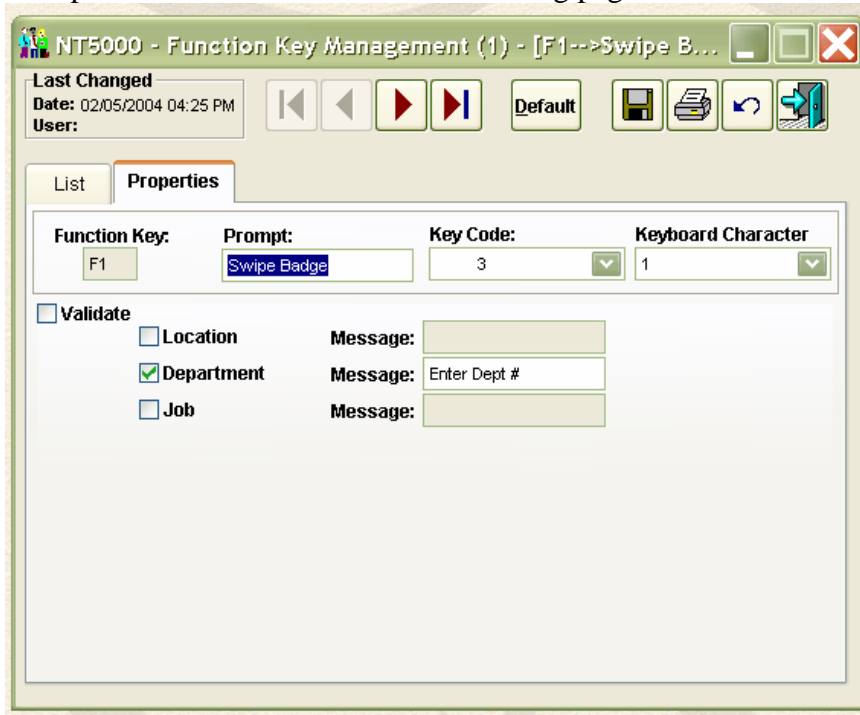 NT5000 - Function Key Management (1) - [F1-->Swipe B...
Last Changed
Date: 02/05/2004 04:25 PM
User:
Default
List Properties
Function Key: Prompt: Key Code: Keyboard Character
F1 Swipe Badge 3 1
Validate
Location Message:
Department Message: Enter Dept #
Job Message: